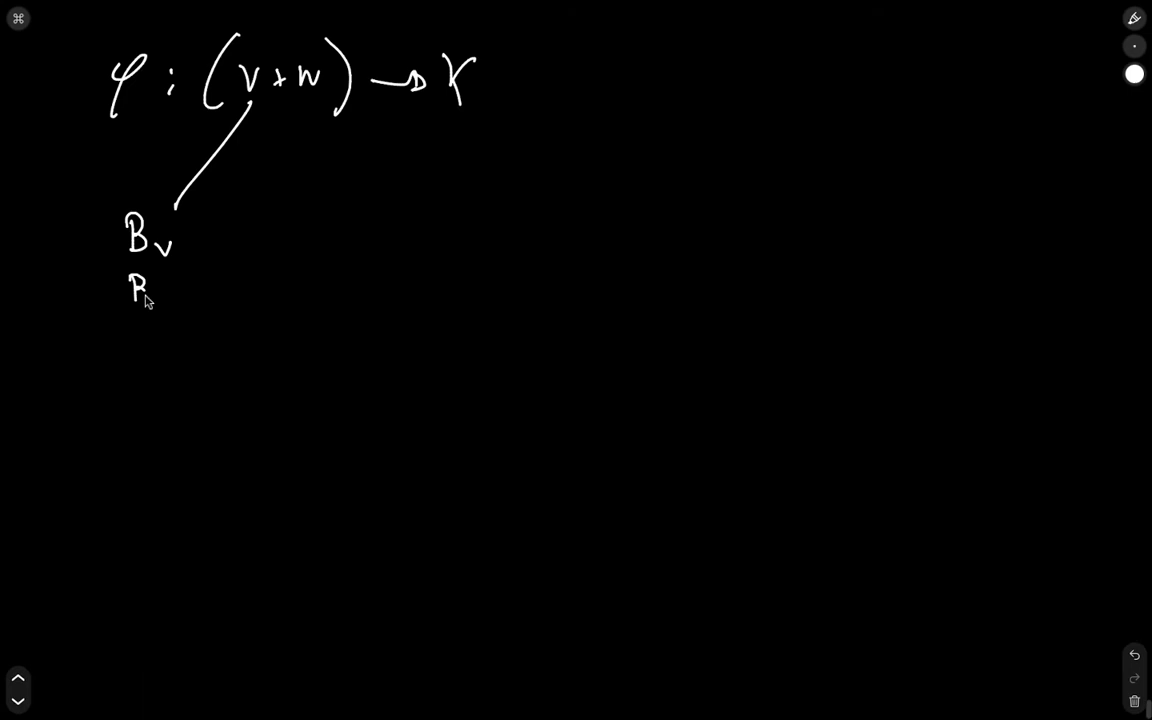 φ : (V × W) → K
B_V
B